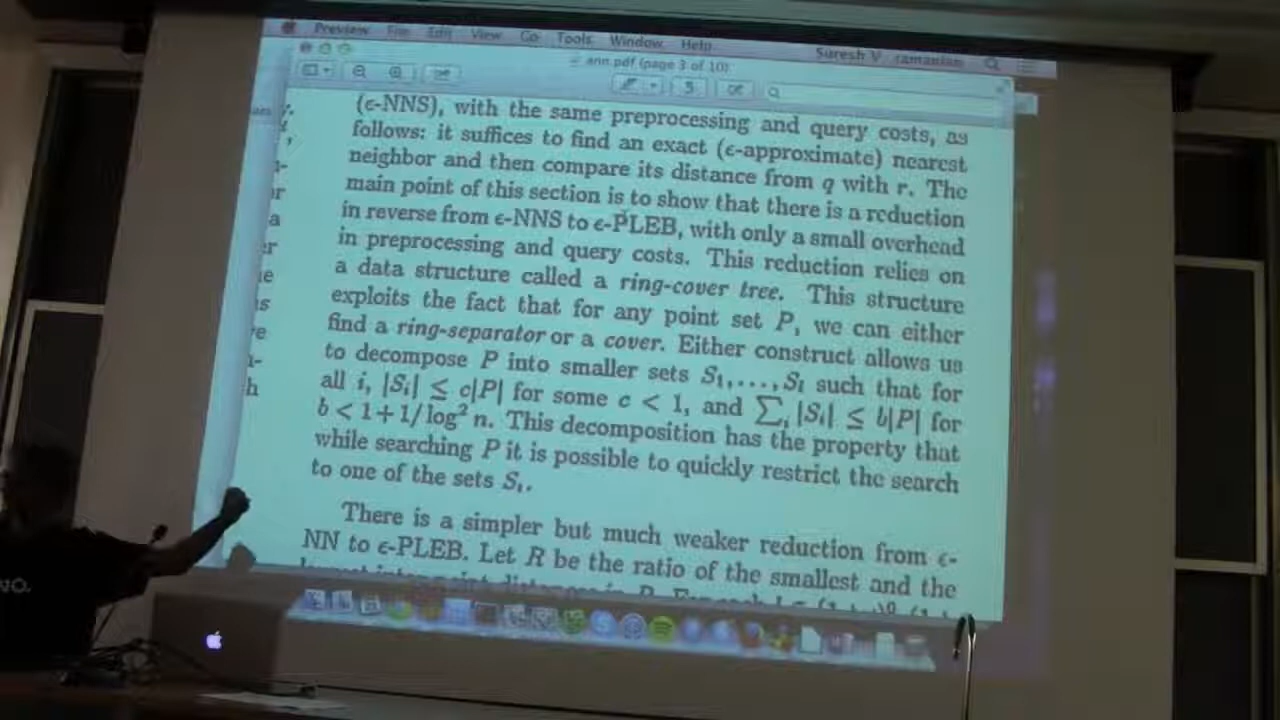 Preview File Edit View Go Tools Window Help Suresh V
ann.pdf (page 3 of 10)
(ϵ-NNS), with the same preprocessing and query costs, as
follows: it suffices to find an exact (ϵ-approximate) nearest
neighbor and then compare its distance from q with r. The
main point of this section is to show that there is a reduction
in reverse from ϵ-NNS to ϵ-PLEB, with only a small overhead
in preprocessing and query costs. This reduction relies on
a data structure called a ring-cover tree. This structure
exploits the fact that for any point set P, we can either
find a ring-separator or a cover. Either construct allows us
to decompose P into smaller sets S₁,...,Sₗ such that for
all i, |Sᵢ| ≤ c|P| for some c < 1, and ∑ᵢ |Sᵢ| ≤ b|P| for
b < 1+1/log² n. This decomposition has the property that
while searching P it is possible to quickly restrict the search
to one of the sets Sᵢ.
There is a simpler but much weaker reduction from ϵ-
NN to ϵ-PLEB. Let R be the ratio of the smallest and the